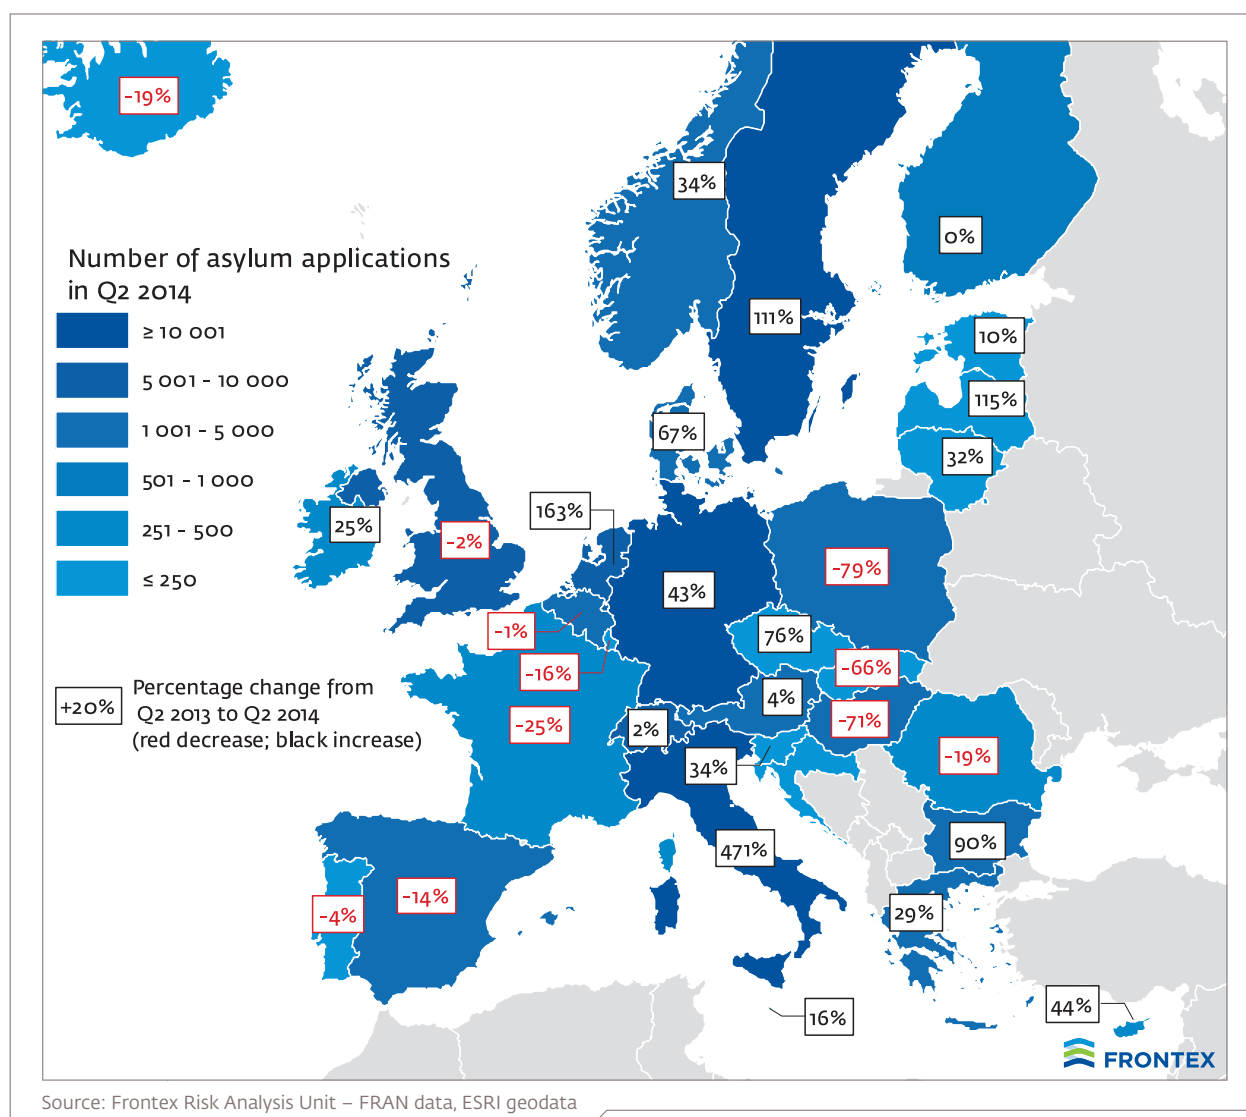 -19%
34%
0%
Number of asylum applications
in Q2 2014
≥ 10 001
5 001 - 10 000
1 001 - 5 000
501 - 1 000
251 - 500
≤ 250
111%
10%
115%
67%
32%
163%
25%
-2%
-79%
43%
-1%
76%
-16%
-66%
+20%
Percentage change from
Q2 2013 to Q2 2014
(red decrease; black increase)
4%
-25%
2%
-71%
34%
-19%
471%
90%
-4%
-14%
29%
16%
44%
FRONTEX
Source: Frontex Risk Analysis Unit – FRAN data, ESRI geodata